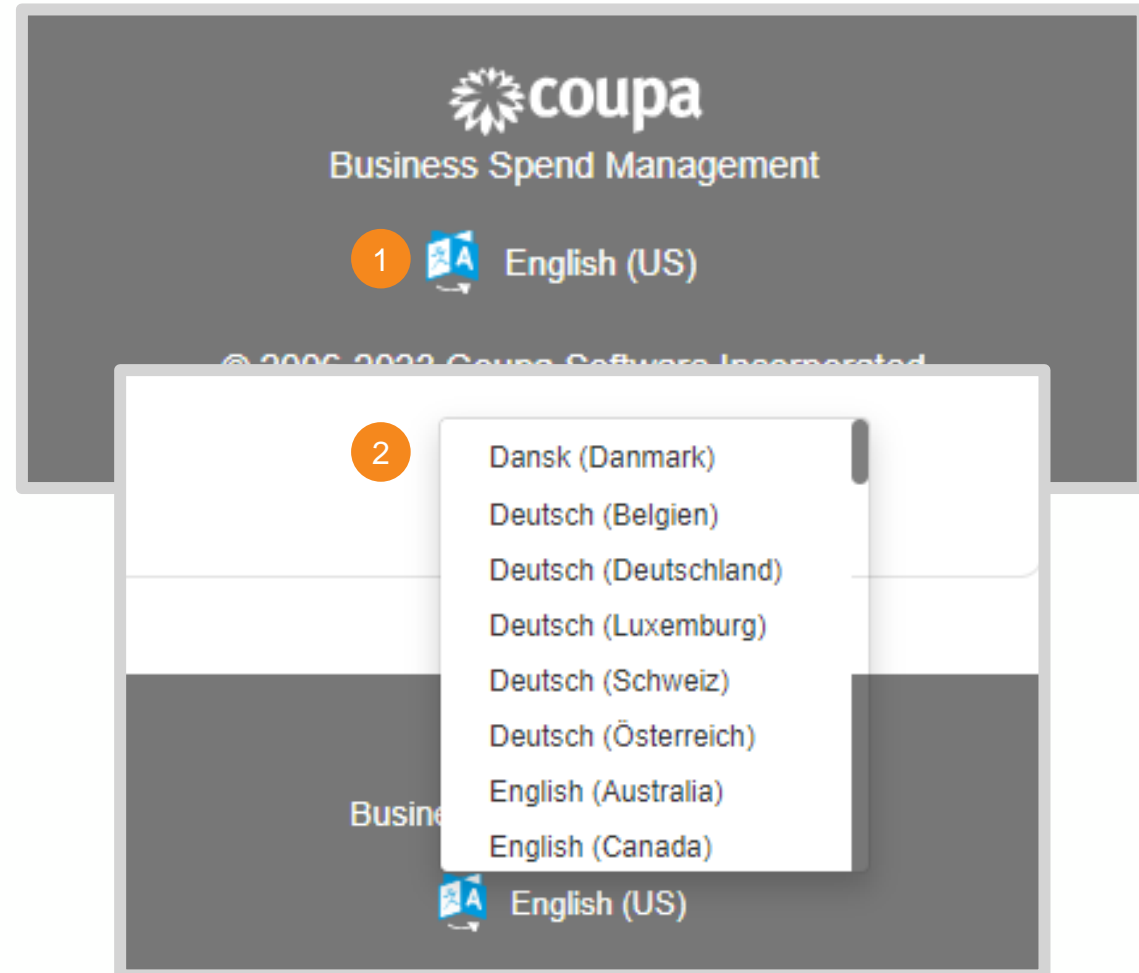 coupa
Business Spend Management
1
English (US)
2
Dansk (Danmark)
Deutsch (Belgien)
Deutsch (Deutschland)
Deutsch (Luxemburg)
Deutsch (Schweiz)
Deutsch (Österreich)
English (Australia)
English (Canada)
English (US)